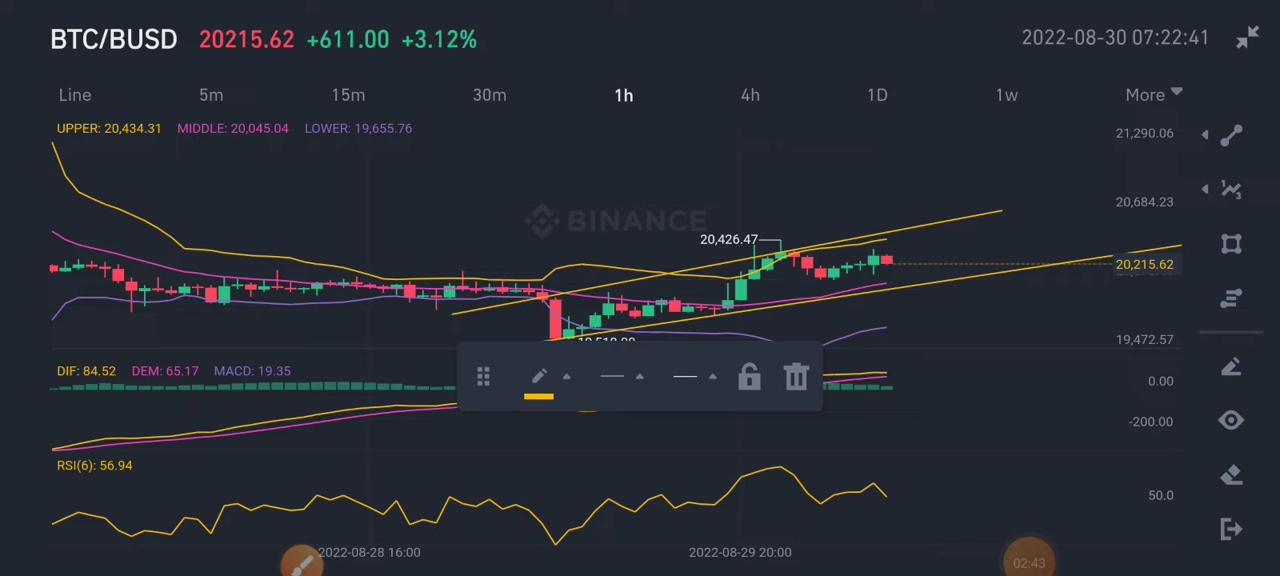 BTC/BUSD 20215.62 +611.00 +3.12% 2022-08-30 07:22:41
Line 5m 15m 30m 1h 4h 1D 1w More
UPPER: 20,434.31 MIDDLE: 20,045.04 LOWER: 19,655.76
21,290.06
20,684.23
BINANCE
20,426.47
20,215.62
19,472.57
DIF: 84.52 DEM: 65.17 MACD: 19.35
0.00
-200.00
RSI(6): 56.94
50.0
2022-08-28 16:00 2022-08-29 20:00
02:43